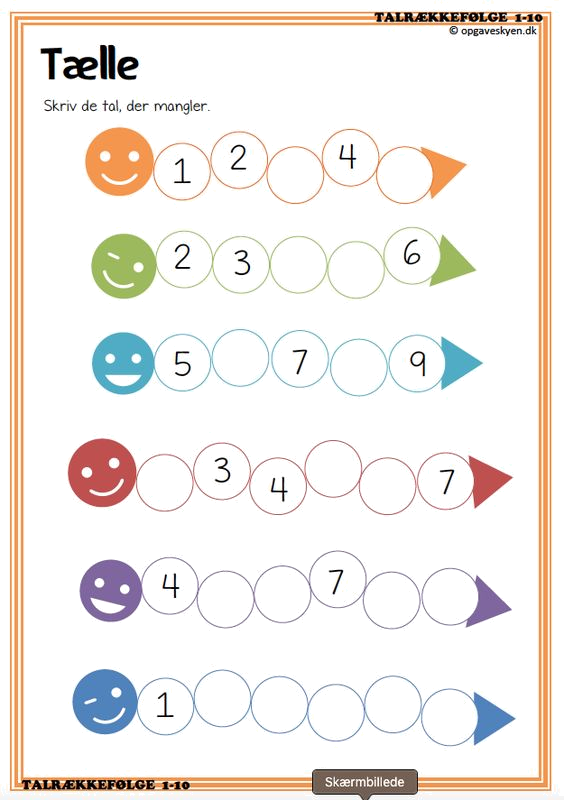 TALRÆKKEFØLGE 1-10
© opgaveskyen.dk
Tælle
Skriv de tal, der mangler.
1 2 4
2 3 6
5 7 9
3 4 7
4 7
1
TALRÆKKEFØLGE 1-10
Skærmbillede